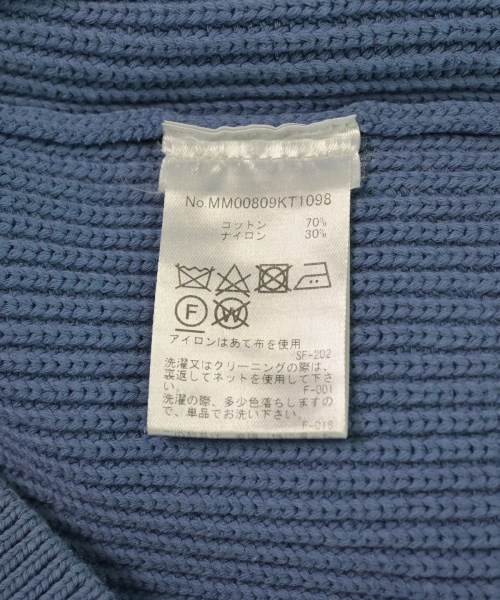 No.MM00809KT1098
コットン 70%
ナイロン 30%
F W
アイロンはあて布を使用
SF-202
洗濯又はクリーニングの際は、
裏返してネットを使用して下さい。
F-001
洗濯の際、多少色落ちしますの
で、単品でお洗い下さい。
F-016